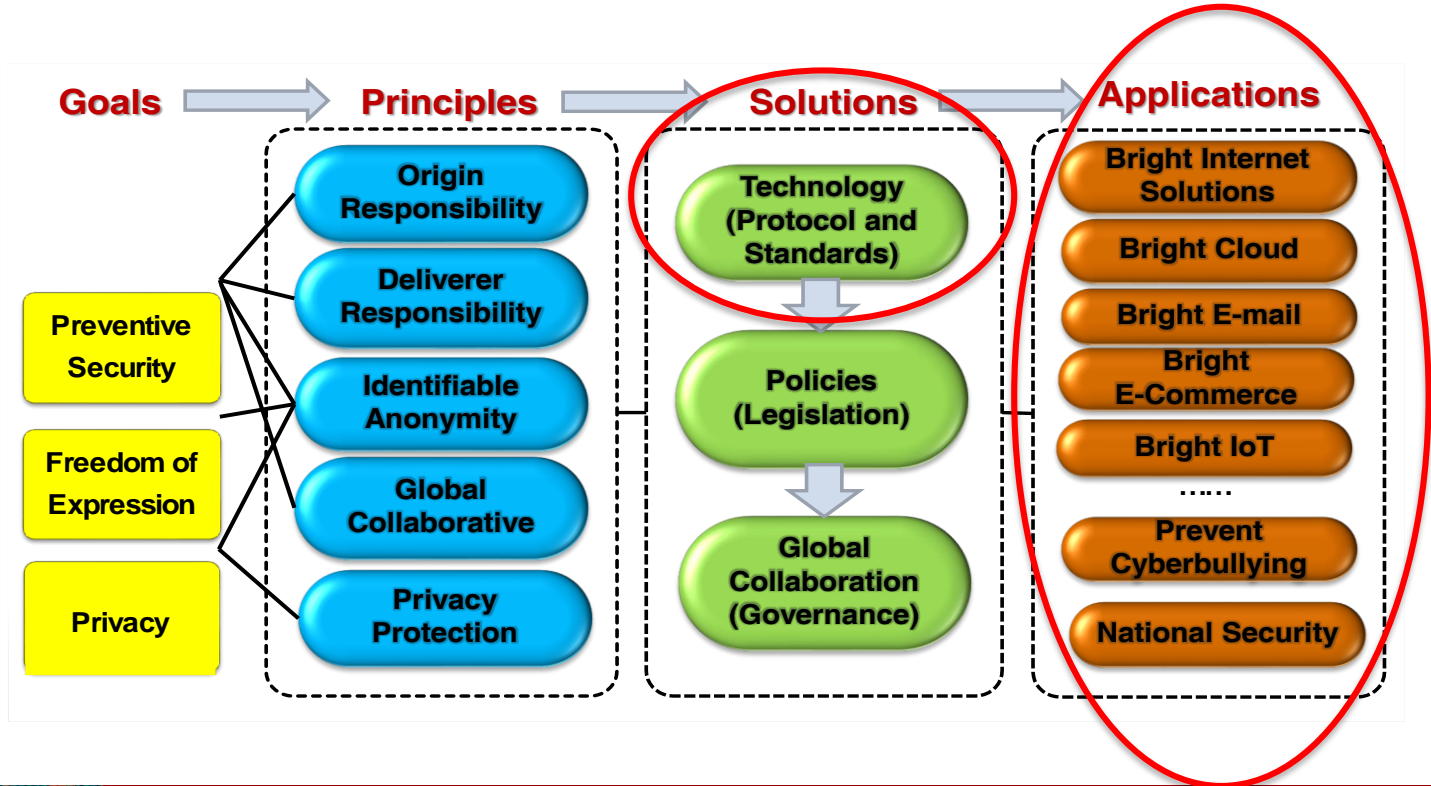 Goals
Principles
Solutions
Applications
Preventive
Security
Freedom of
Expression
Privacy
Origin
Responsibility
Deliverer
Responsibility
Identifiable
Anonymity
Global
Collaborative
Privacy
Protection
Technology
(Protocol and
Standards)
Policies
(Legislation)
Global
Collaboration
(Governance)
Bright Internet
Solutions
Bright Cloud
Bright E-mail
Bright
E-Commerce
Bright IoT
......
Prevent
Cyberbullying
National Security